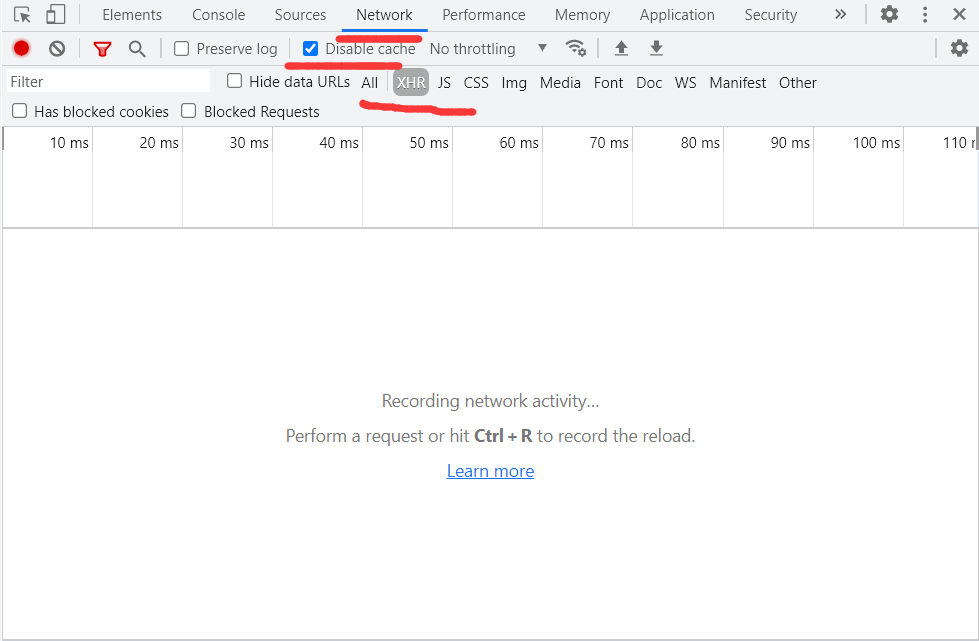 Elements Console Sources Network Performance Memory Application Security
Preserve log Disable cache No throttling
Filter Hide data URLs All XHR JS CSS Img Media Font Doc WS Manifest Other
Has blocked cookies Blocked Requests
10 ms 20 ms 30 ms 40 ms 50 ms 60 ms 70 ms 80 ms 90 ms 100 ms 110
Recording network activity...
Perform a request or hit Ctrl + R to record the reload.
Learn more